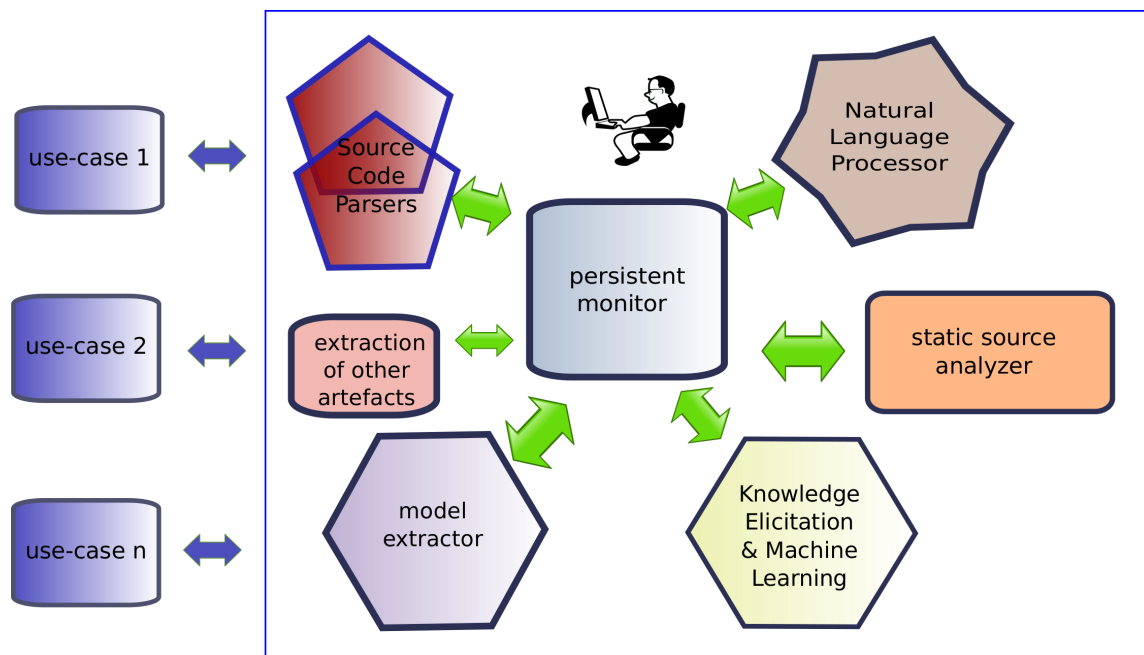 use-case 1
Source
Code
Parsers
Natural
Language
Processor
persistent
monitor
use-case 2
extraction
of other
artefacts
static source
analyzer
use-case n
model
extractor
Knowledge
Elicitation
& Machine
Learning